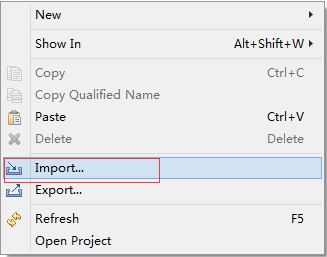 New
Show In Alt+Shift+W
Copy Ctrl+C
Copy Qualified Name
Paste Ctrl+V
Delete Delete
Import...
Export...
Refresh F5
Open Project